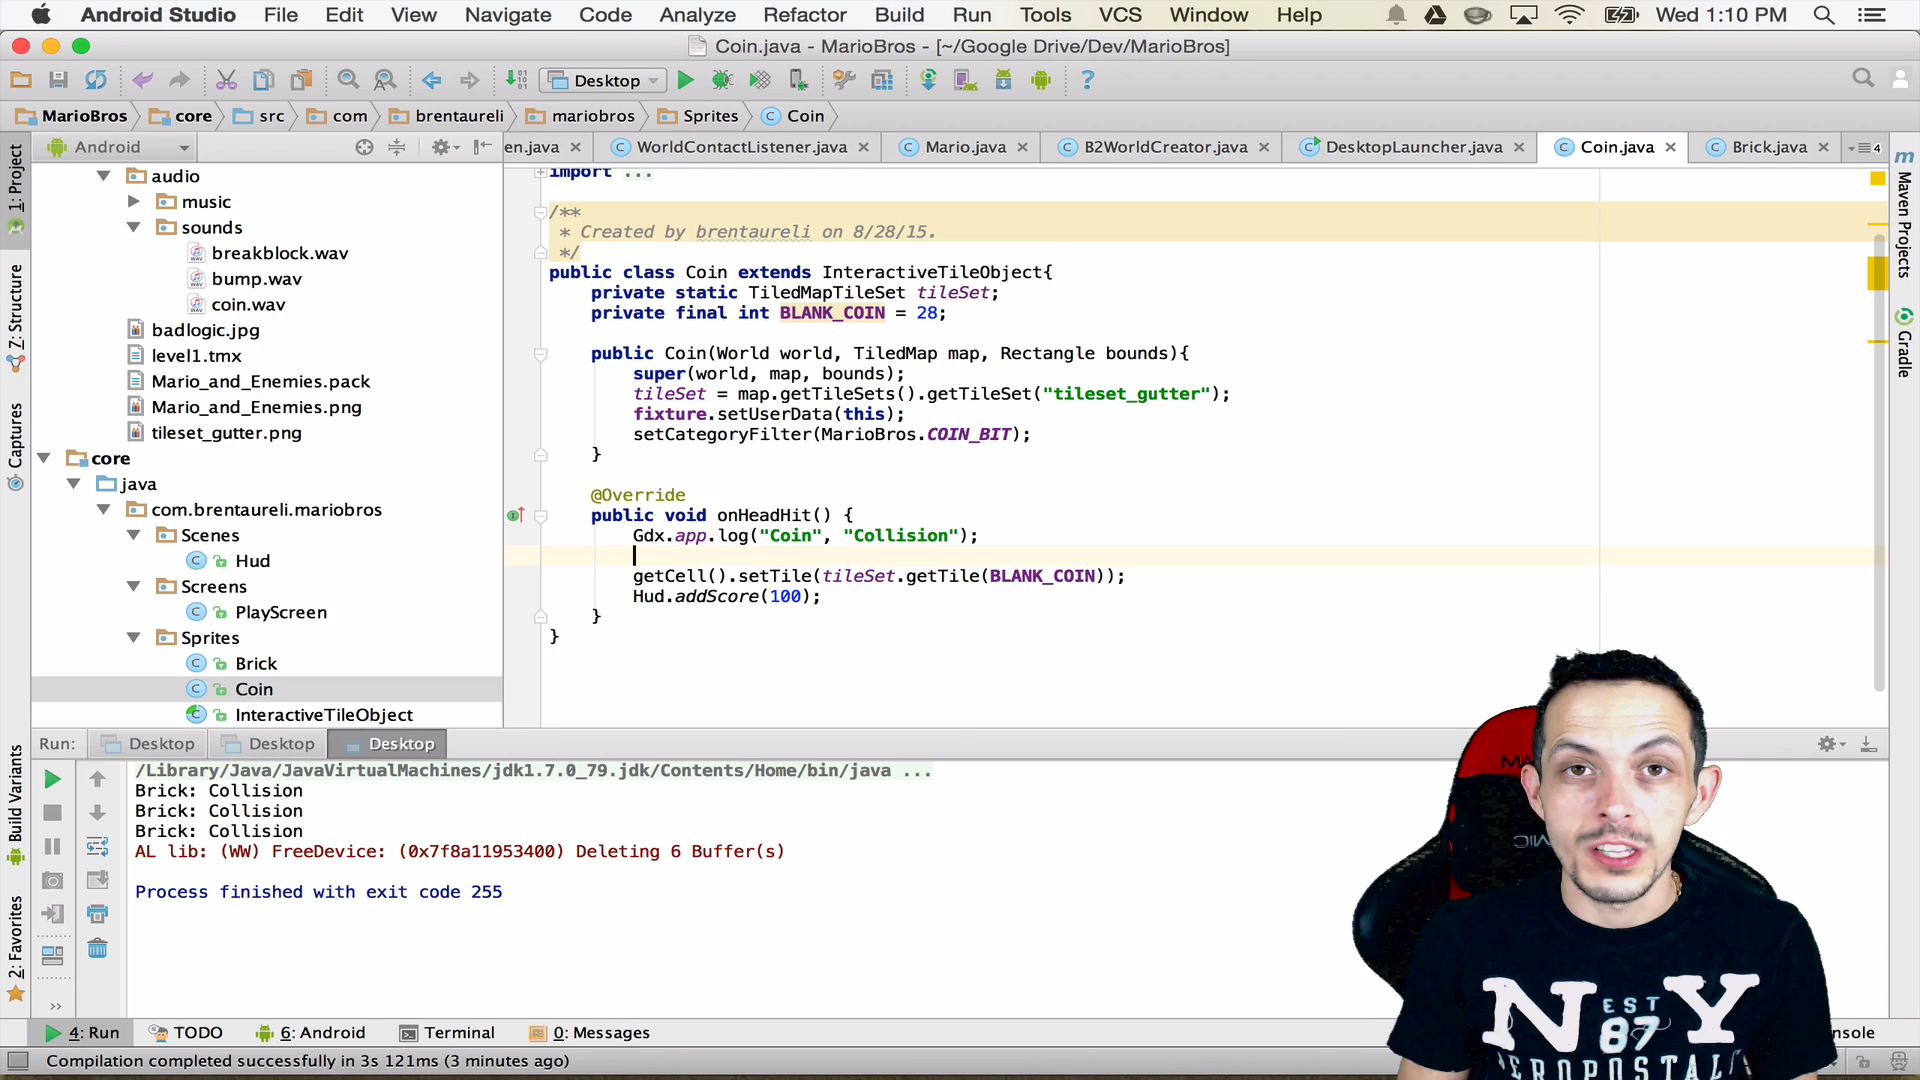 Android Studio File Edit View Navigate Code Analyze Refactor Build Run Tools VCS Window Help Wed 1:10 PM
Coin.java - MarioBros - [~/Google Drive/Dev/MarioBros]
Desktop
MarioBros core src com brentaureli mariobros Sprites Coin
Android
en.java WorldContactListener.java Mario.java B2WorldCreator.java DesktopLauncher.java Coin.java Brick.java 4
1: Project
Z: Structure
Captures
Build Variants
2: Favorites
Maven Projects
Gradle
audio
music
sounds
breakblock.wav
bump.wav
coin.wav
badlogic.jpg
level1.tmx
Mario_and_Enemies.pack
Mario_and_Enemies.png
tileset_gutter.png
core
java
com.brentaureli.mariobros
Scenes
Hud
Screens
PlayScreen
Sprites
Brick
Coin
InteractiveTileObject
import ...
/**
* Created by brentaureli on 8/28/15.
*/
public class Coin extends InteractiveTileObject{
private static TiledMapTileSet tileSet;
private final int BLANK_COIN = 28;
public Coin(World world, TiledMap map, Rectangle bounds){
super(world, map, bounds);
tileSet = map.getTileSets().getTileSet("tileset_gutter");
fixture.setUserData(this);
setCategoryFilter(MarioBros.COIN_BIT);
}
@Override
public void onHeadHit() {
Gdx.app.log("Coin", "Collision");
getCell().setTile(tileSet.getTile(BLANK_COIN));
Hud.addScore(100);
}
}
Run: Desktop Desktop Desktop
/Library/Java/JavaVirtualMachines/jdk1.7.0_79.jdk/Contents/Home/bin/java ...
Brick: Collision
Brick: Collision
Brick: Collision
AL lib: (WW) FreeDevice: (0x7f8a11953400) Deleting 6 Buffer(s)
Process finished with exit code 255
4: Run TODO 6: Android Terminal 0: Messages nsole
Compilation completed successfully in 3s 121ms (3 minutes ago)
NY
EST
87